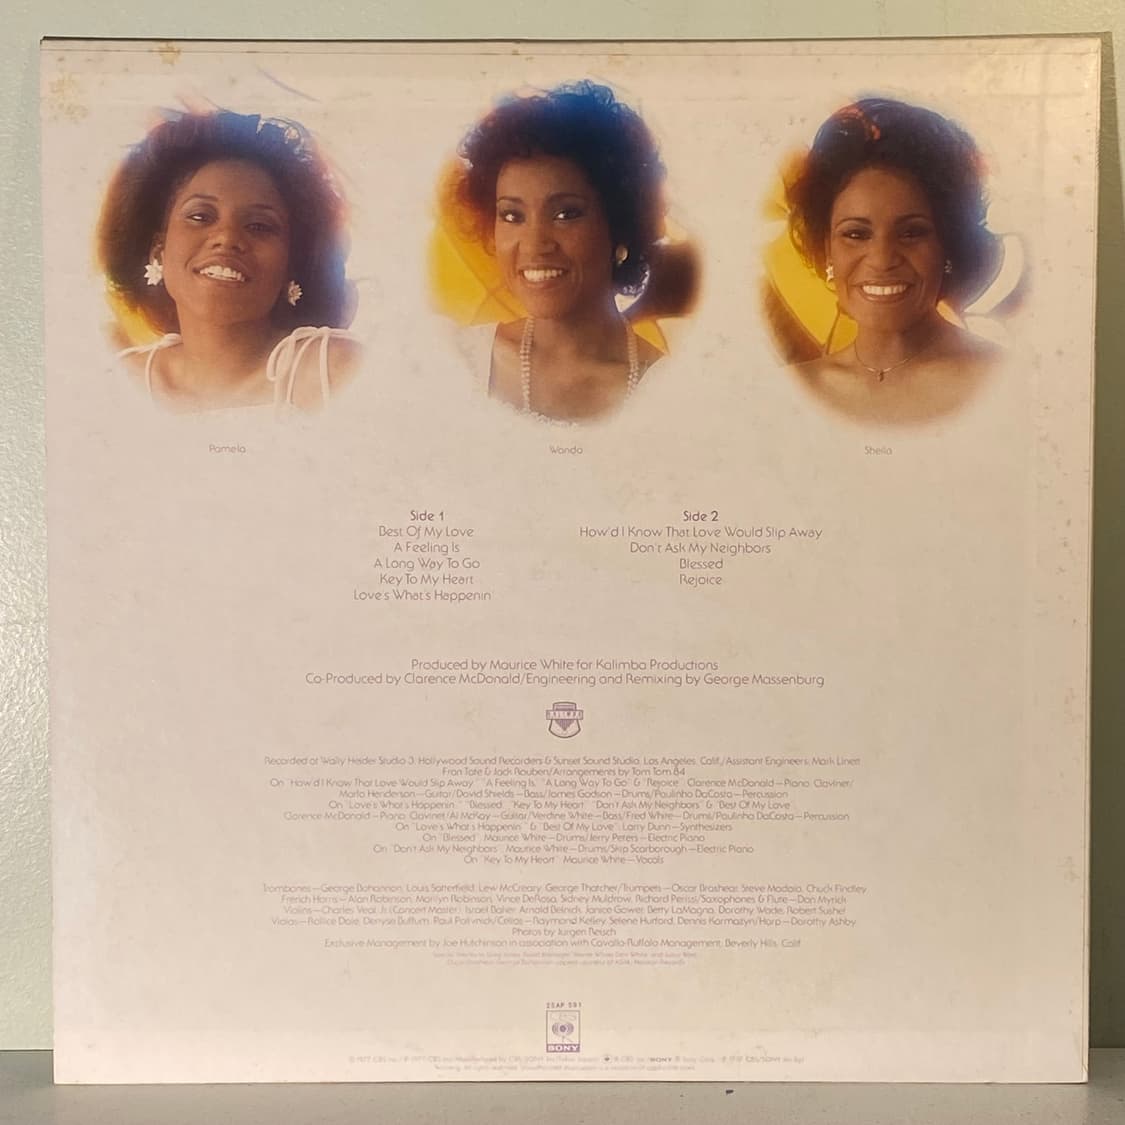 Pamela
Wanda
Sheila
Side 1
Best Of My Love
A Feeling Is
A Long Way To Go
Key To My Heart
Love's What's Happenin'
Side 2
How'd I Know That Love Would Slip Away
Don't Ask My Neighbors
Blessed
Rejoice
Produced by Maurice White for Kalimba Productions
Co-Produced by Clarence McDonald/Engineering and Remixing by George Massenburg
KALIMBA
Recorded at Wally Heider Studio 3, Hollywood Sound Recorders & Sunset Sound Studio, Los Angeles, Calif./Assistant Engineers: Mark Linett
Fran Tate & Jack Rouben/Arrangements by Tom Tom 84
On "How'd I Know That Love Would Slip Away" "A Feeling Is" "A Long Way To Go" & "Rejoice": Clarence McDonald—Piano, Clavinet/
Marlo Henderson—Guitar/David Shields—Bass/James Gadson—Drums/Paulinho DaCosta—Percussion
On "Love's What's Happenin'," "Blessed," "Key To My Heart" "Don't Ask My Neighbors" & "Best Of My Love"
Clarence McDonald—Piano, Clavinet/Al McKay—Guitar/Verdine White—Bass/Fred White—Drums/Paulinho DaCosta—Percussion
On "Love's What's Happenin'" & "Best Of My Love": Larry Dunn—Synthesizers
On "Blessed": Maurice White—Drums/Jerry Peters—Electric Piano
On "Don't Ask My Neighbors": Maurice White—Drums/Skip Scarborough—Electric Piano
On "Key To My Heart": Maurice White—Vocals
Trombones—George Bohannon, Louis Satterfield, Lew McCreary, George Thatcher/Trumpets—Oscar Brashear, Steve Madaio, Chuck Findley
French Horns—Alan Robinson, Marilyn Robinson, Vince DeRosa, Sidney Muldrow, Richard Perissi/Saxophones & Flute—Don Myrick
Violins—Charles Veal, Jr. (Concert Master), Israel Baker, Arnold Belnick, Janice Gower, Betty LaMagna, Dorothy Wade, Robert Sushel
Violas—Rollice Dale, Denyse Buffum, Paul Polivnick/Cellos—Raymond Kelley, Selene Hurford, Dennis Karmazyn/Harp—Dorothy Ashby
Photos by Jurgen Reisch
Exclusive Management by Joe Hutchinson in association with Cavallo-Ruffalo Management, Beverly Hills, Calif.
25AP 591
CBS
SONY